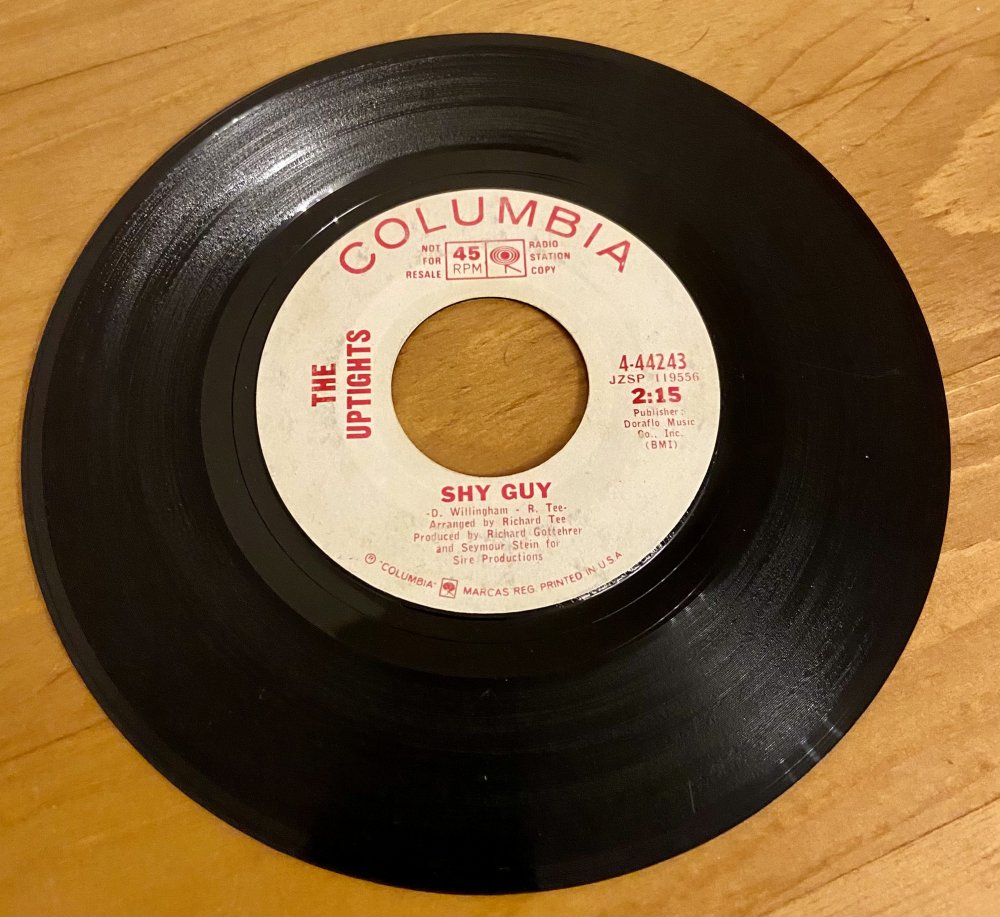 COLUMBIA
NOT
FOR
RESALE
45
RPM
RADIO
STATION
COPY
THE
UPTIGHTS
4-44243
JZSP 119556
2:15
Publisher:
Doraflo Music
Co., Inc.
(BMI)
SHY GUY
-D. Willingham - R. Tee-
Arranged by Richard Tee
Produced by Richard Gottehrer
and Seymour Stein for
Sire Productions
℗ "COLUMBIA" MARCAS REG. PRINTED IN U.S.A